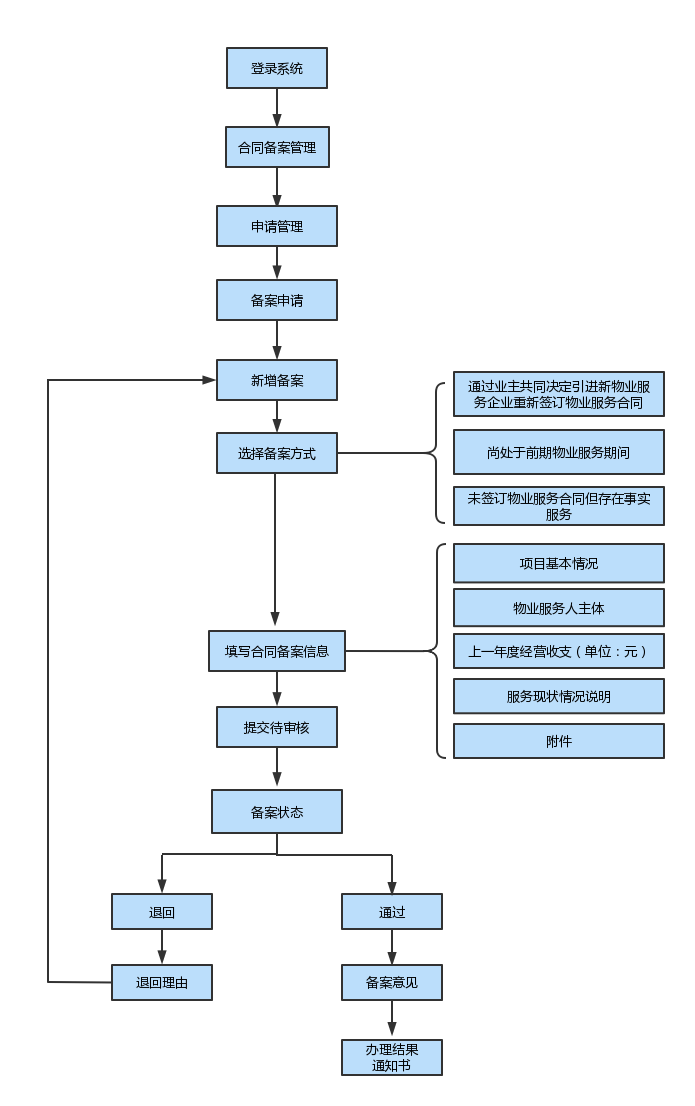 登录系统
合同备案管理
申请管理
备案申请
新增备案
选择备案方式
通过业主共同决定引进新物业服
务企业重新签订物业服务合同
尚处于前期物业服务期间
未签订物业服务合同但存在事实
服务
填写合同备案信息
项目基本情况
物业服务人主体
上一年度经营收支（单位：元）
服务现状情况说明
附件
提交待审核
备案状态
退回
通过
退回理由
备案意见
办理结果
通知书